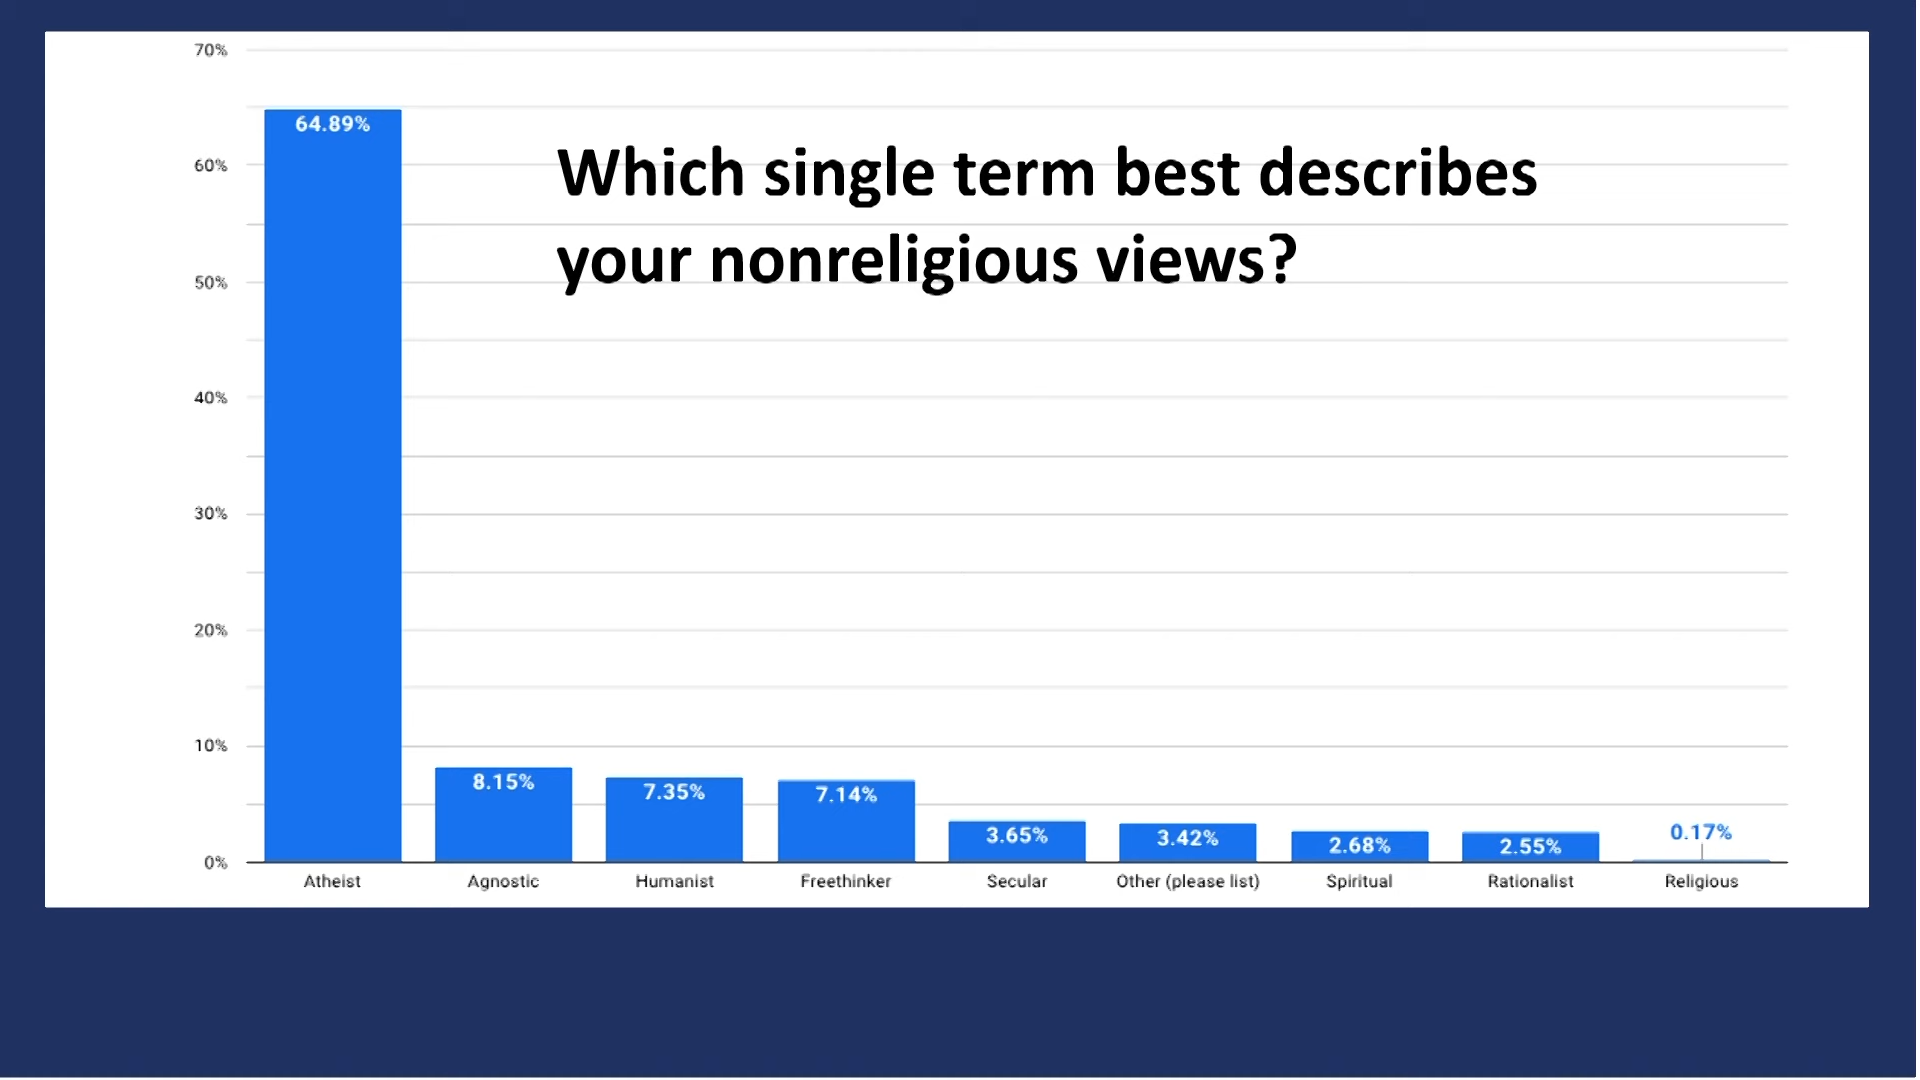 70%
60%
50%
40%
30%
20%
10%
0%
Which single term best describes
your nonreligious views?
64.89%
8.15%
7.35%
7.14%
3.65%
3.42%
2.68%
2.55%
0.17%
Atheist
Agnostic
Humanist
Freethinker
Secular
Other (please list)
Spiritual
Rationalist
Religious